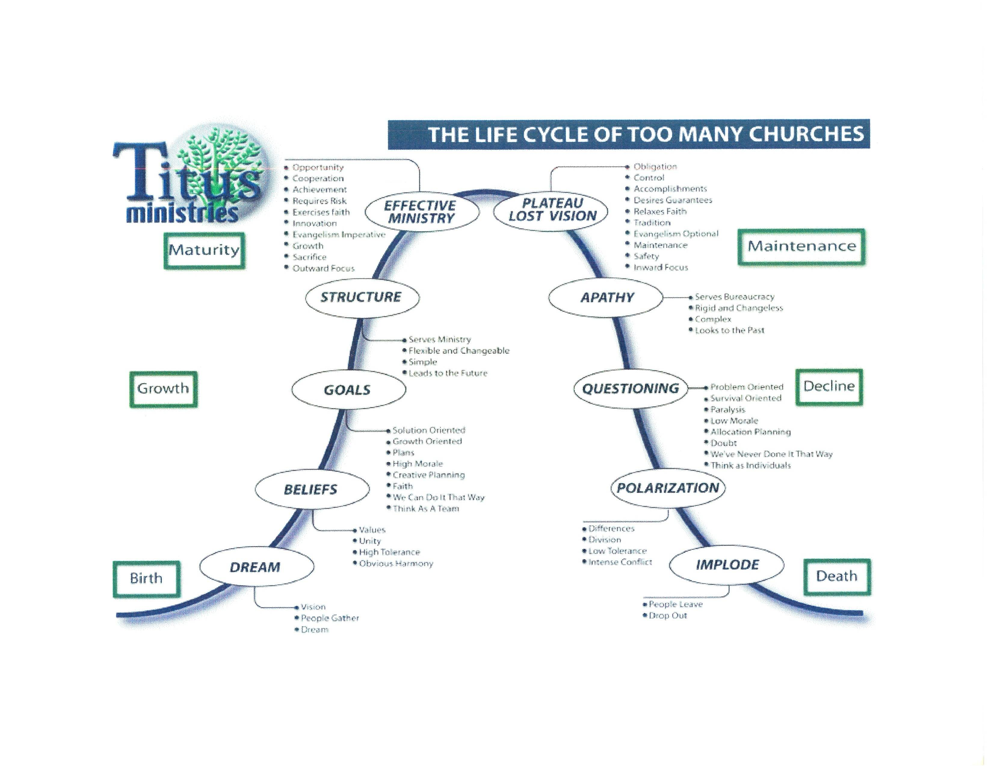 THE LIFE CYCLE OF TOO MANY CHURCHES
Titus
ministries
Maturity
• Opportunity
• Cooperation
• Achievement
• Requires Risk
• Exercises faith
• Innovation
• Evangelism Imperative
• Growth
• Sacrifice
• Outward Focus
EFFECTIVE
MINISTRY
PLATEAU
LOST VISION
• Obligation
• Control
• Accomplishments
• Desires Guarantees
• Relaxes Faith
• Tradition
• Evangelism Optional
• Maintenance
• Safety
• Inward Focus
Maintenance
STRUCTURE
• Serves Ministry
• Flexible and Changeable
• Simple
• Leads to the Future
APATHY
• Serves Bureaucracy
• Rigid and Changeless
• Complex
• Looks to the Past
Growth
GOALS
• Solution Oriented
• Growth Oriented
• Plans
• High Morale
• Creative Planning
• Faith
• We Can Do It That Way
• Think As A Team
QUESTIONING
• Problem Oriented
• Survival Oriented
• Paralysis
• Low Morale
• Allocation Planning
• Doubt
• We've Never Done It That Way
• Think as Individuals
Decline
BELIEFS
• Values
• Unity
• High Tolerance
• Obvious Harmony
POLARIZATION
• Differences
• Division
• Low Tolerance
• Intense Conflict
Birth
DREAM
• Vision
• People Gather
• Dream
IMPLODE
• People Leave
• Drop Out
Death